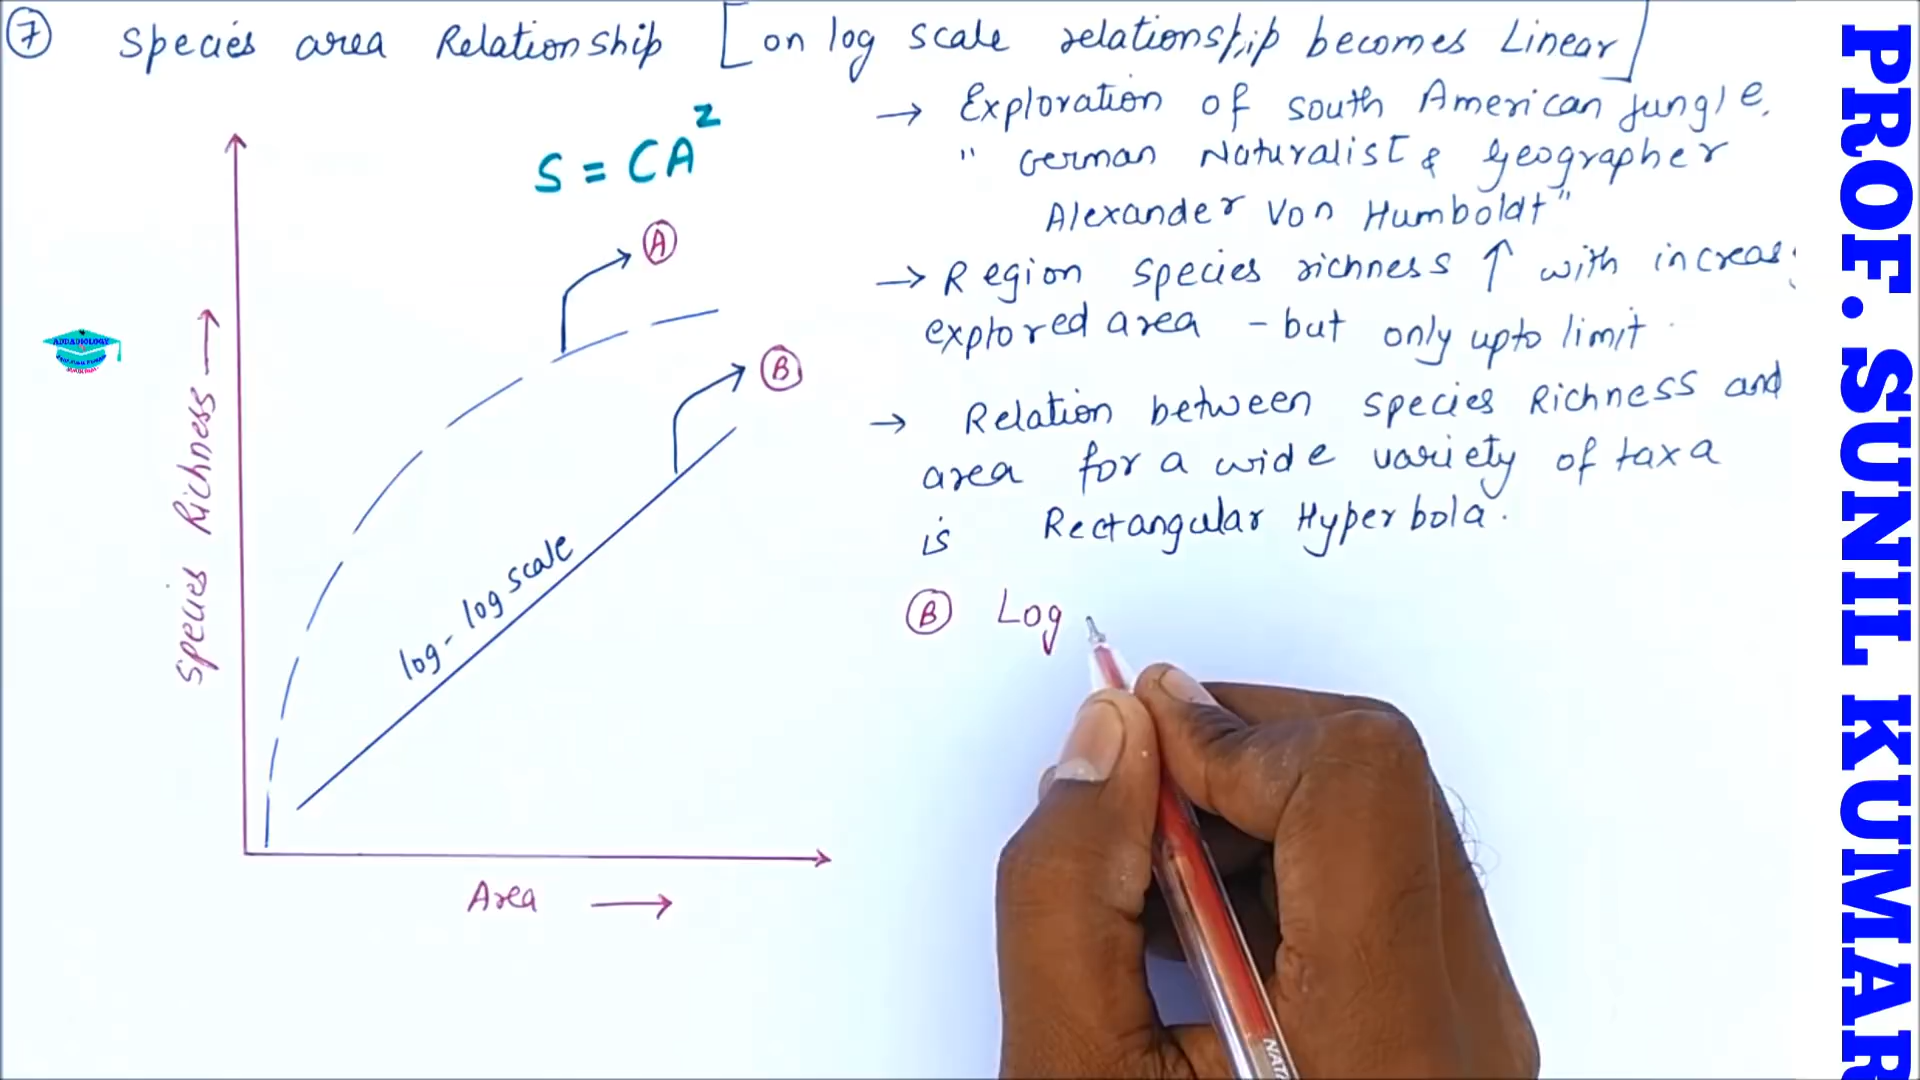 7 Species area Relationship [on log scale relationship becomes Linear]
S = CA^Z
A
B
log-log scale
Species Richness →
Area →
→ Exploration of south American jungle.
" German Naturalist & Geographer
Alexander Von Humboldt"
→ Region species richness ↑ with increas
explored area - but only upto limit.
→ Relation between species Richness and
area for a wide variety of taxa
is Rectangular Hyperbola.
B Log
ADDABIOLOGY
PROF. SUNIL KUMAR
NATA